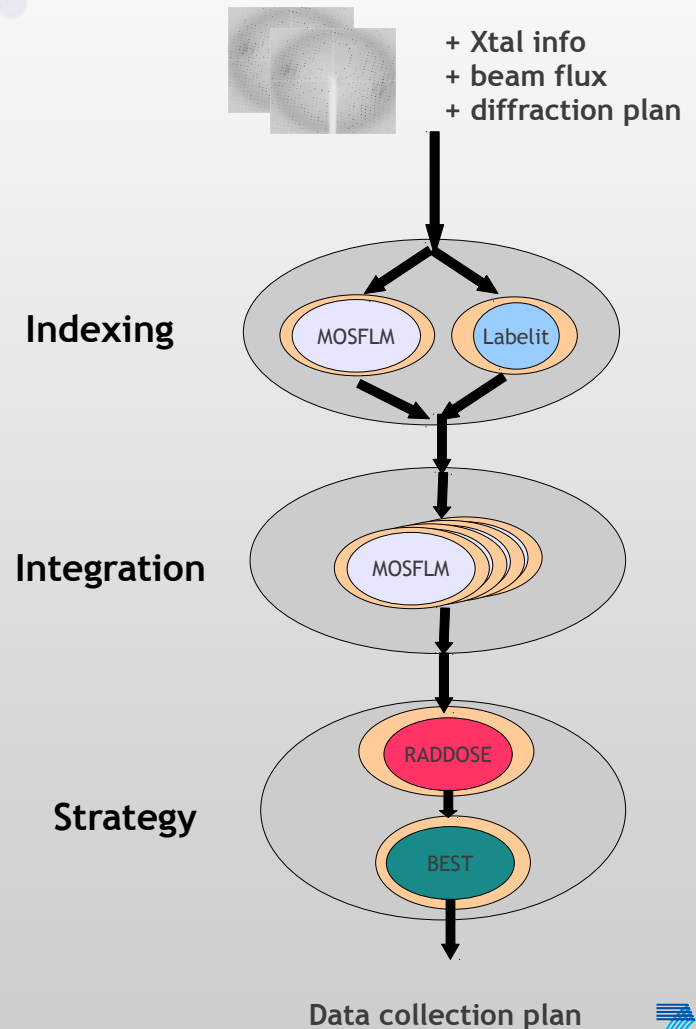 + Xtal info
+ beam flux
+ diffraction plan
Indexing
MOSFLM
Labelit
Integration
MOSFLM
Strategy
RADDOSE
BEST
Data collection plan